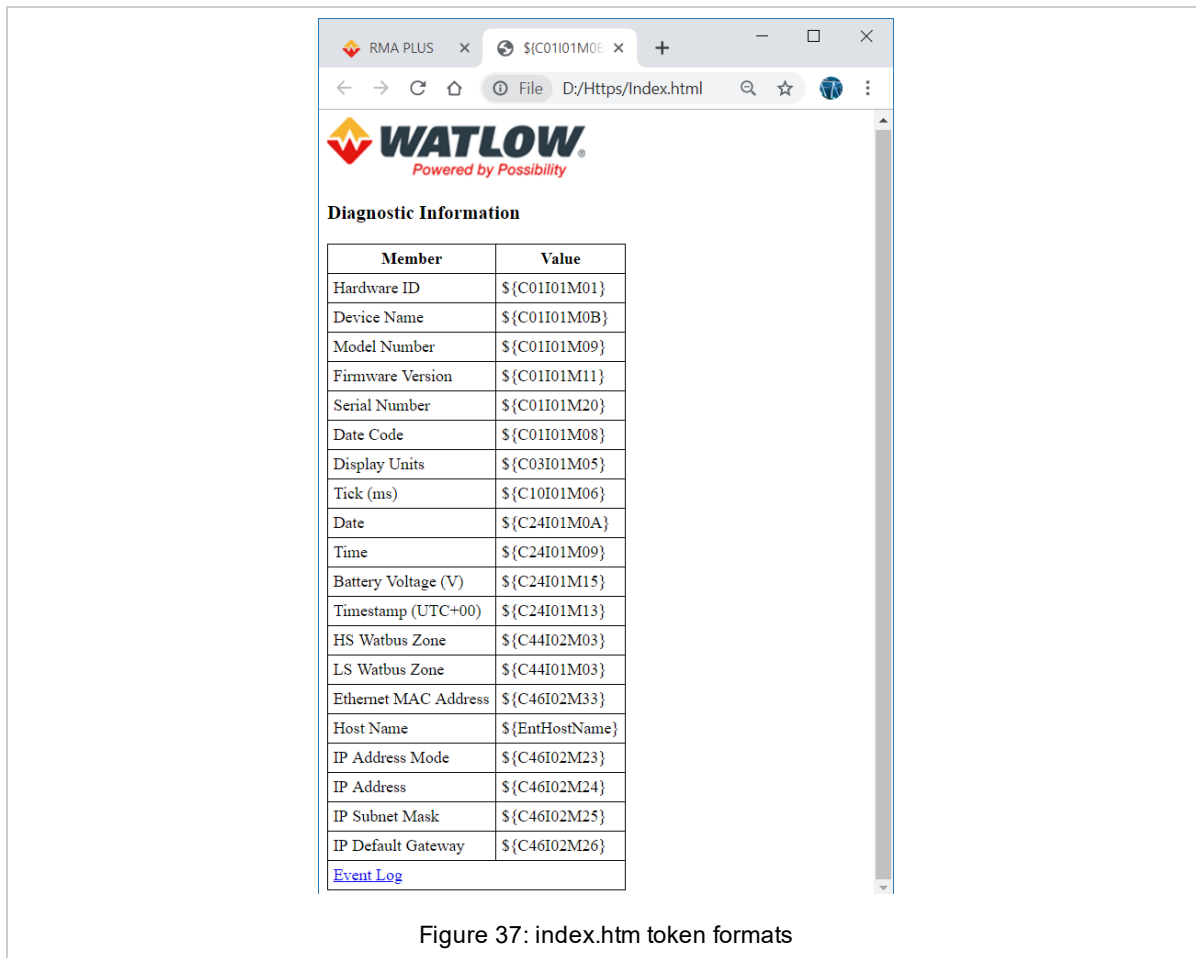 RMA PLUS
${C01I01M0B
File D:/Https/Index.html
WATLOW®
Powered by Possibility
Diagnostic Information
Member Value
Hardware ID ${C01I01M01}
Device Name ${C01I01M0B}
Model Number ${C01I01M09}
Firmware Version ${C01I01M11}
Serial Number ${C01I01M20}
Date Code ${C01I01M08}
Display Units ${C03I01M05}
Tick (ms) ${C10I01M06}
Date ${C24I01M0A}
Time ${C24I01M09}
Battery Voltage (V) ${C24I01M15}
Timestamp (UTC+00) ${C24I01M13}
HS Watbus Zone ${C44I02M03}
LS Watbus Zone ${C44I01M03}
Ethernet MAC Address ${C46I02M33}
Host Name ${EntHostName}
IP Address Mode ${C46I02M23}
IP Address ${C46I02M24}
IP Subnet Mask ${C46I02M25}
IP Default Gateway ${C46I02M26}
Event Log
Figure 37: index.htm token formats